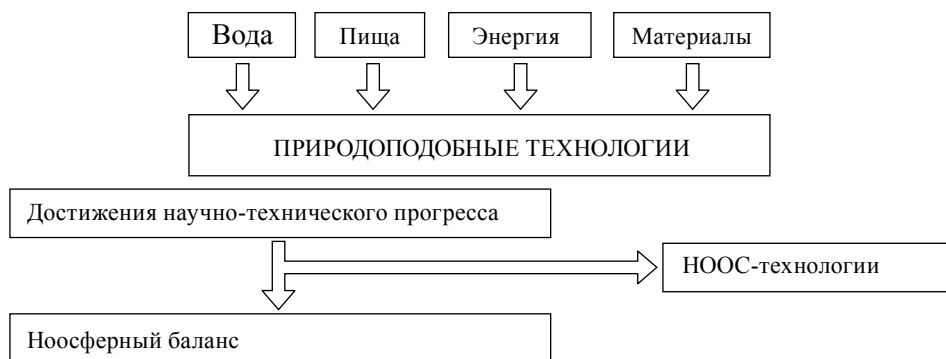 Вода Пища Энергия Материалы
ПРИРОДОПОДОБНЫЕ ТЕХНОЛОГИИ
Достижения научно-технического прогресса
НООС-технологии
Ноосферный баланс